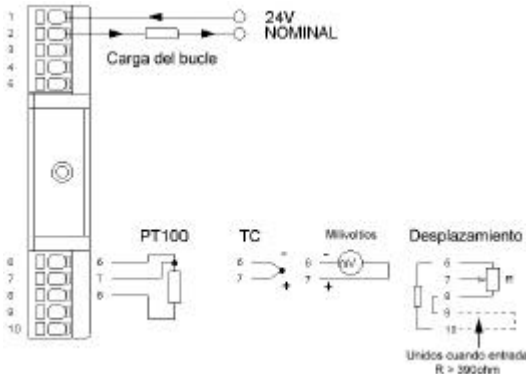 1
2
3
4
5
24V
NOMINAL
Carga del bucle
6
7
8
9
10
PT100
6
7
8
TC
6
7
-
+
Milivoltios
6
7
-
+
mV
Desplazamiento
6
7
8
9
10
R
Unidos cuando entrada
R > 390ohm